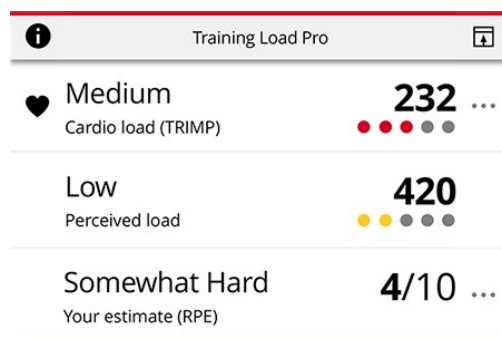 Training Load Pro
Medium 232
Cardio load (TRIMP)
Low 420
Perceived load
Somewhat Hard 4/10
Your estimate (RPE)